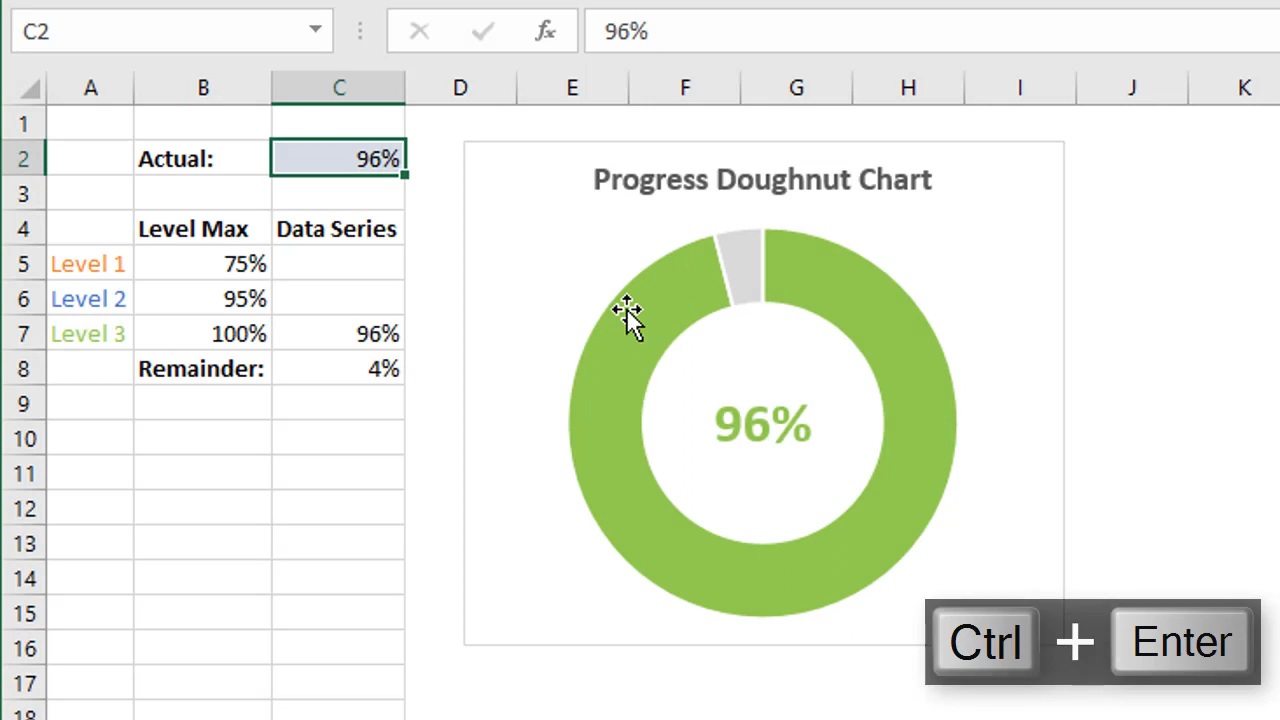 C2 fx 96%
A B C D E F G H I J K
1
2 Actual: 96%
3
4 Level Max Data Series
5 Level 1 75%
6 Level 2 95%
7 Level 3 100% 96%
8 Remainder: 4%
9
10
11
12
13
14
15
16
17
18
Progress Doughnut Chart
96%
Ctrl + Enter